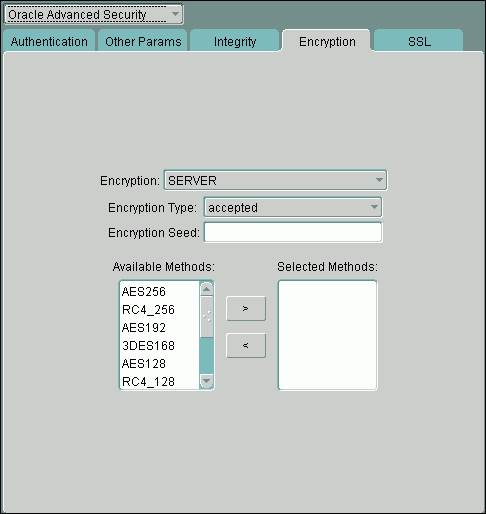 Oracle Advanced Security
Authentication Other Params Integrity Encryption SSL
Encryption: SERVER
Encryption Type: accepted
Encryption Seed:
Available Methods: Selected Methods:
AES256
RC4_256
>
AES192
3DES168
<
AES128
RC4_128